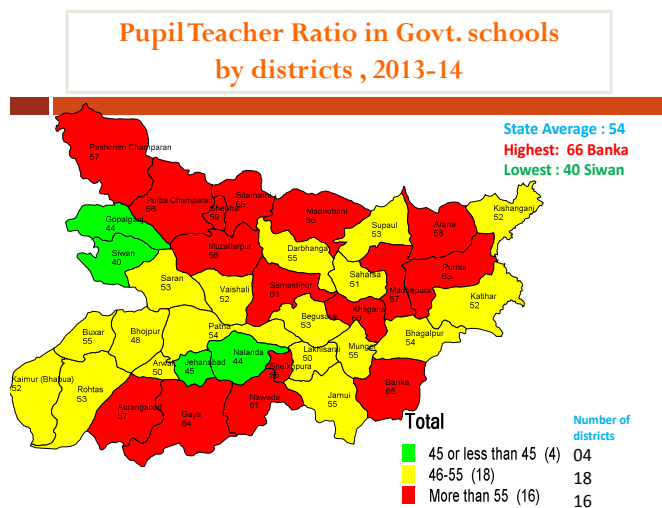 Pupil Teacher Ratio in Govt. schools
by districts , 2013-14
State Average : 54
Highest:  66 Banka
Lowest : 40 Siwan
Pashchim Champaran
Purba Champaran
Madhubani
56
Kishanganj
52
Gopalganj
44
Supaul
53
Araria
58
Siwan
40
Muzaffarpur
58
Darbhanga
55
Purnia
63
Saran
53
Vaishali
52
Samastipur
61
Saharsa
51
Madhepura
57
Katihar
52
Khagaria
60
Buxar
55
Bhojpur
48
Patna
54
Begusarai
53
Bhagalpur
54
Arwal
50
Jehanabad
45
Nalanda
44
Sheikhpura
Lakhisarai
50
Munger
55
Kaimur (Bhabua)
52
Rohtas
53
Aurangabad
57
Gaya
64
Nawada
61
Jamui
55
Banka
66
Total
Number of
districts
45 or less than 45  (4) 04
46-55  (18) 18
More than 55  (16) 16